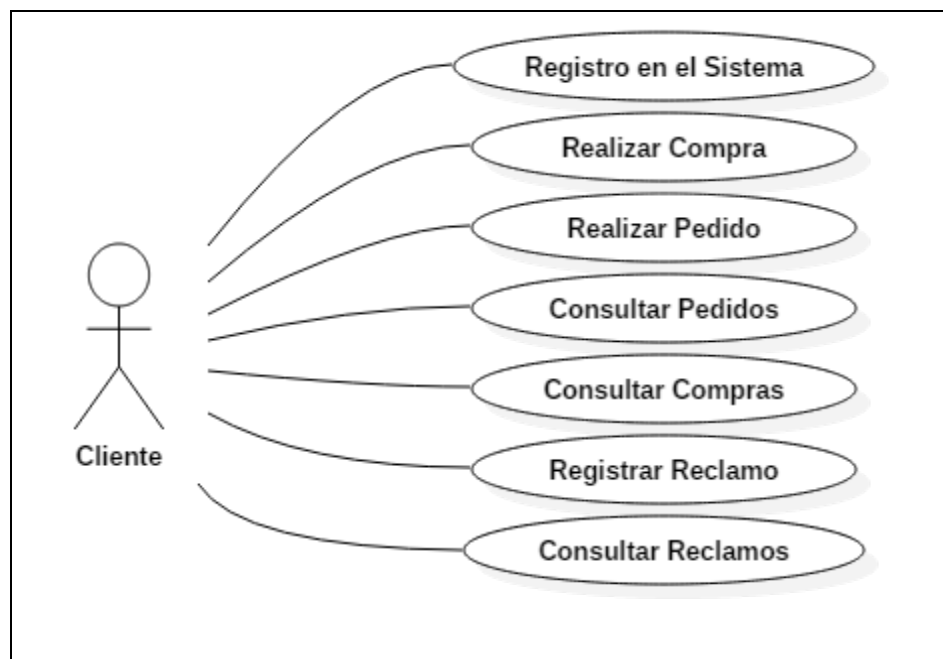 Registro en el Sistema
Realizar Compra
Realizar Pedido
Consultar Pedidos
Consultar Compras
Registrar Reclamo
Consultar Reclamos
Cliente